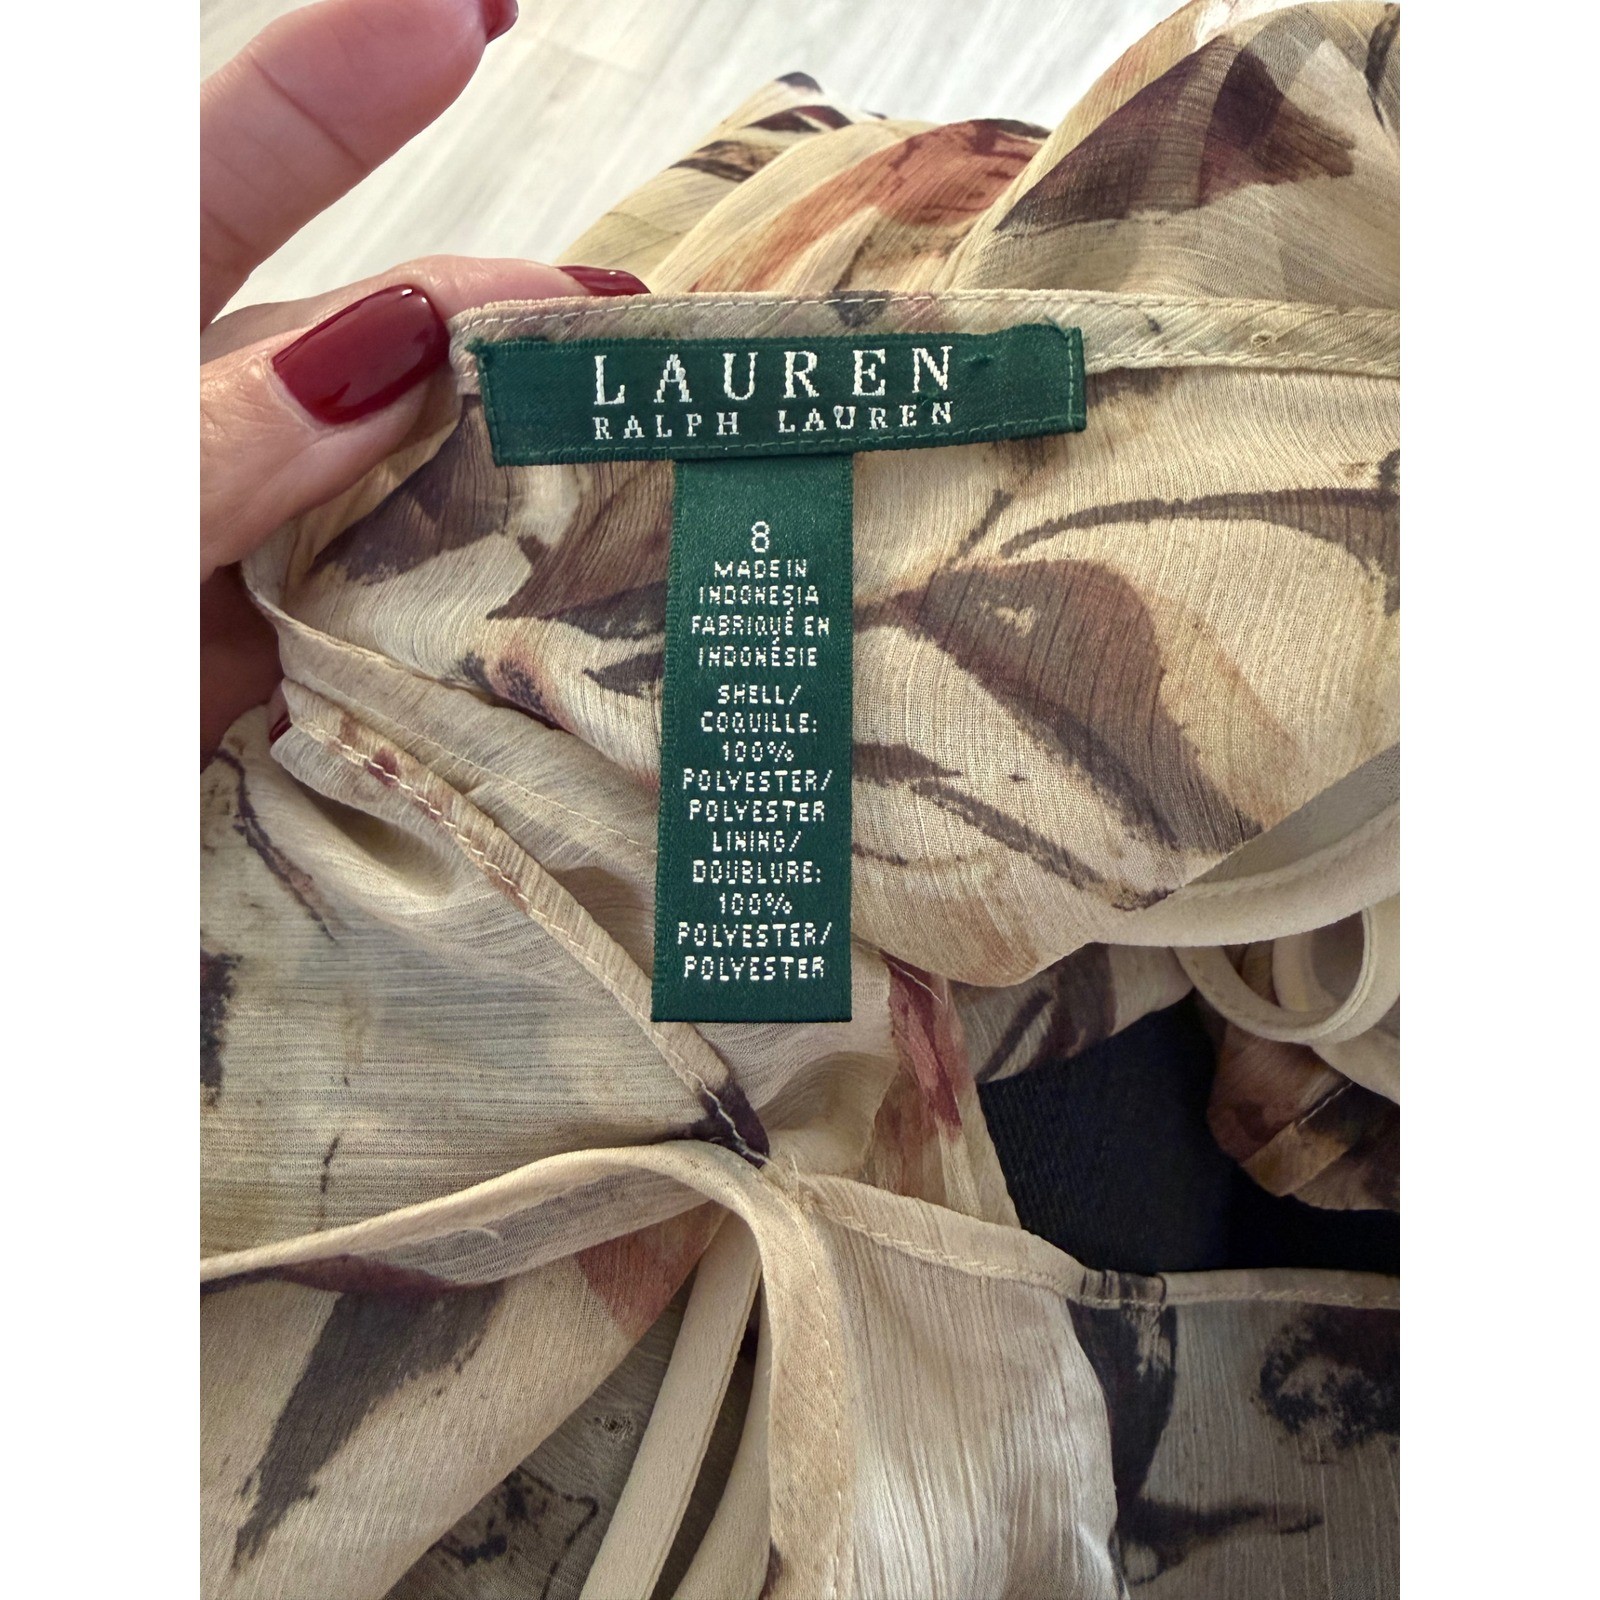 LAUREN
RALPH LAUREN
8
MADE IN
INDONESIA
FABRIQUÉ EN
INDONÉSIE
SHELL/
COQUILLE:
100%
POLYESTER/
POLYESTER
LINING/
DOUBLURE:
100%
POLYESTER/
POLYESTER